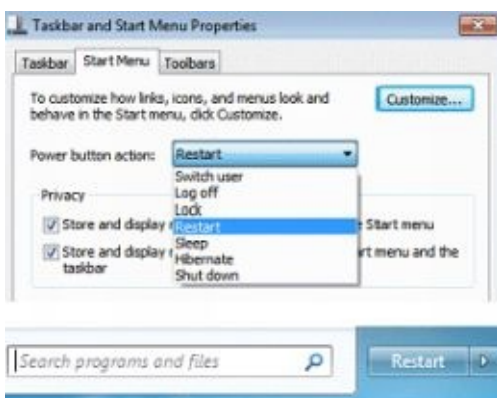 Taskbar and Start Menu Properties
Taskbar Start Menu Toolbars
To customize how links, icons, and menus look and
behave in the Start menu, click Customize.
Customize...
Power button action: Restart
Switch user
Log off
Lock
Restart
Sleep
Hibernate
Shut down
Privacy
Store and display Start menu
Store and display rt menu and the
taskbar
Search programs and files
Restart